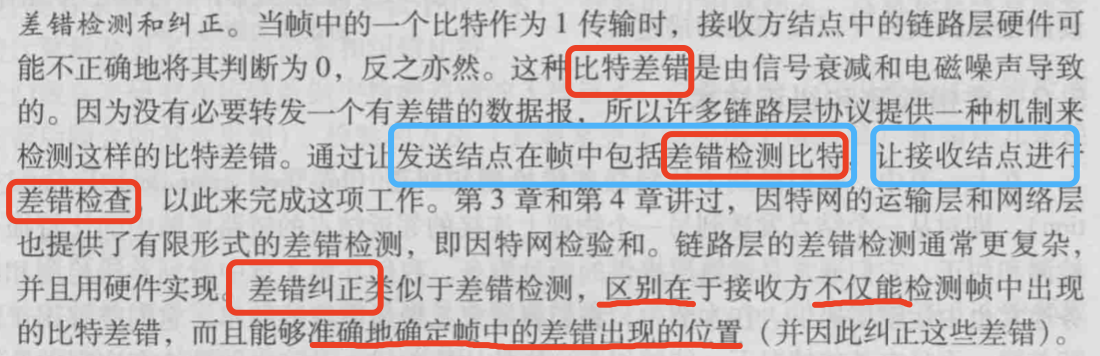 差错检测和纠正。当帧中的一个比特作为1传输时，接收方结点中的链路层硬件可
能不正确地将其判断为0，反之亦然。这种比特差错是由信号衰减和电磁噪声导致
的。因为没有必要转发一个有差错的数据报，所以许多链路层协议提供一种机制来
检测这样的比特差错。通过让发送结点在帧中包括差错检测比特，让接收结点进行
差错检查，以此来完成这项工作。第3章和第4章讲过，因特网的运输层和网络层
也提供了有限形式的差错检测，即因特网检验和。链路层的差错检测通常更复杂，
并且用硬件实现。差错纠正类似于差错检测，区别在于接收方不仅能检测帧中出现
的比特差错，而且能够准确地确定帧中的差错出现的位置（并因此纠正这些差错）。